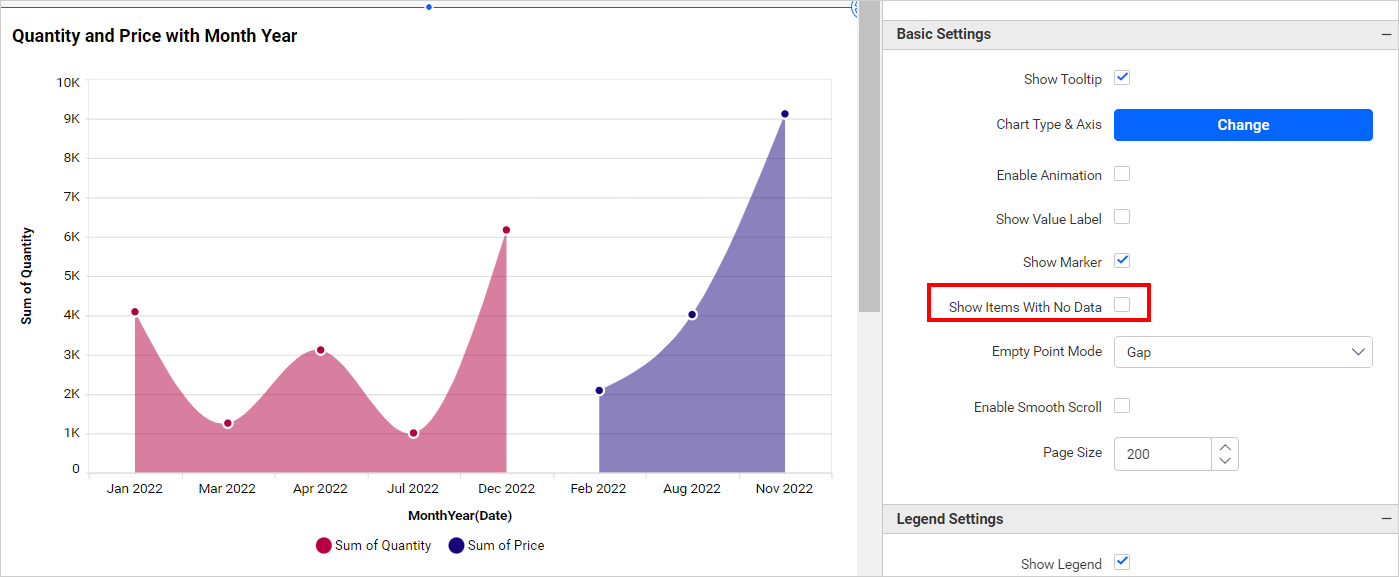 Quantity and Price with Month Year
10K
9K
8K
7K
6K
5K
4K
3K
2K
1K
0
Sum of Quantity
Jan 2022 Mar 2022 Apr 2022 Jul 2022 Dec 2022 Feb 2022 Aug 2022 Nov 2022
MonthYear(Date)
Sum of Quantity Sum of Price
Basic Settings
Show Tooltip
Chart Type & Axis Change
Enable Animation
Show Value Label
Show Marker
Show Items With No Data
Empty Point Mode Gap
Enable Smooth Scroll
Page Size 200
Legend Settings
Show Legend